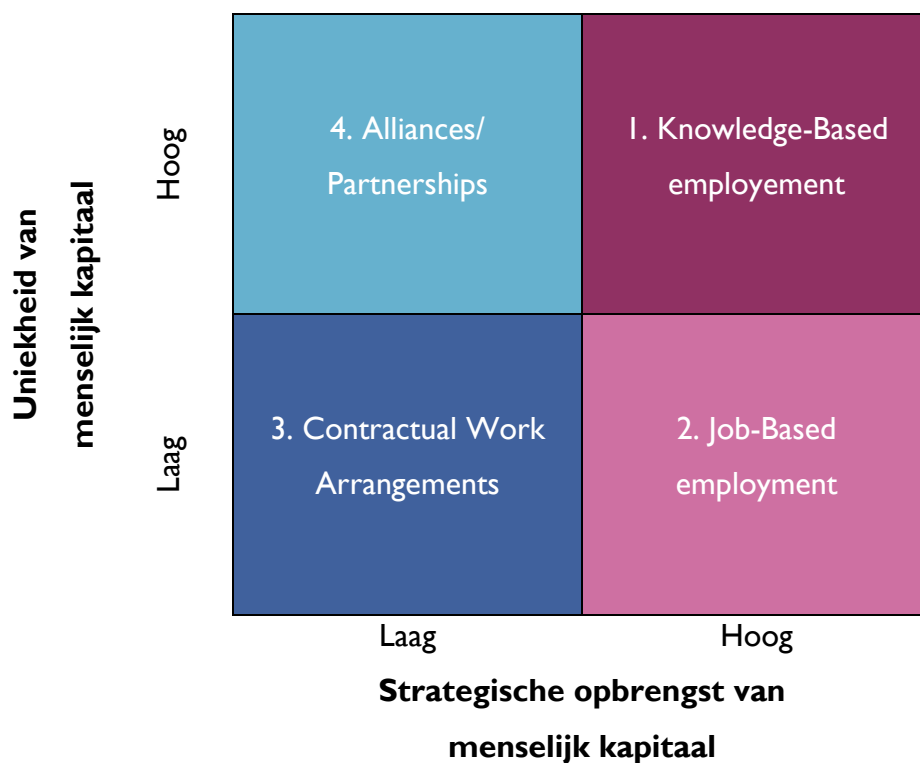 Uniekheid van
menselijk kapitaal
Hoog
Laag
4. Alliances/
Partnerships
1. Knowledge-Based
employement
3. Contractual Work
Arrangements
2. Job-Based
employment
Laag
Hoog
Strategische opbrengst van
menselijk kapitaal